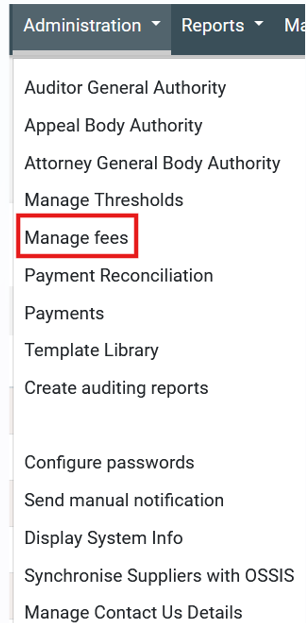 Administration Reports Ma
Auditor General Authority
Appeal Body Authority
Attorney General Body Authority
Manage Thresholds
Manage fees
Payment Reconciliation
Payments
Template Library
Create auditing reports
Configure passwords
Send manual notification
Display System Info
Synchronise Suppliers with OSSIS
Manage Contact Us Details